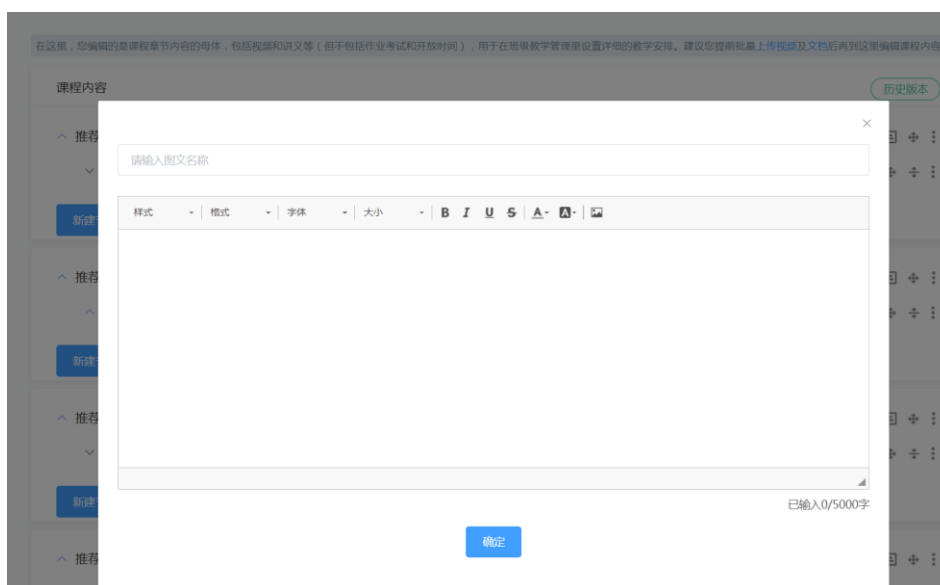 在这里，您编辑的是课程章节内容的母体，包括视频和讲义等（但不包括作业考试和开放时间），用于在班级教学管理里设置详细的教学安排。建议您提前批量上传视频及文档后再到这里编辑课程内容
课程内容
历史版本
推荐
请输入图文名称
样式 格式 字体 大小 B I U S A A
新建
推荐
新建
推荐
已输入0/5000字
新建
确定
推荐